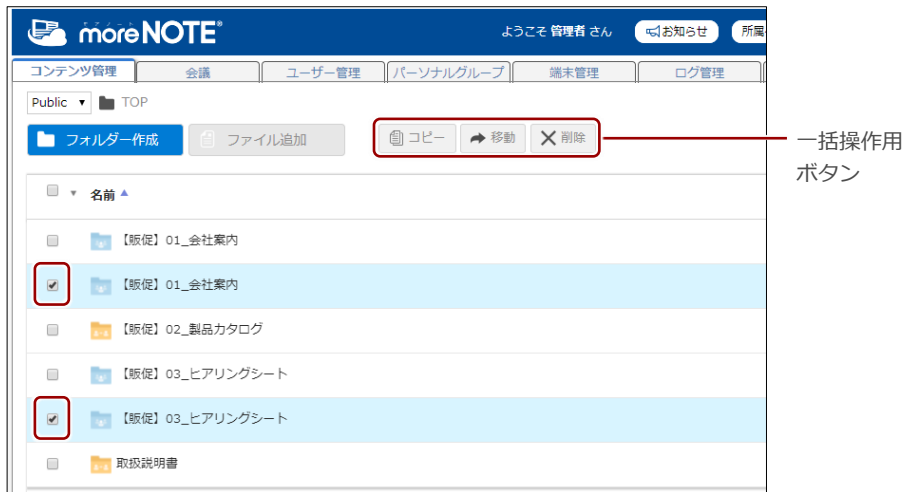 モアノート
moreNOTE®
ようこそ 管理者 さん
お知らせ
所属
コンテンツ管理
会議
ユーザー管理
パーソナルグループ
端末管理
ログ管理
Public ▼ TOP
フォルダー作成
ファイル追加
コピー
移動
削除
一括操作用
ボタン
▼ 名前 ▲
【販促】01_会社案内
【販促】01_会社案内
【販促】02_製品カタログ
【販促】03_ヒアリングシート
【販促】03_ヒアリングシート
取扱説明書